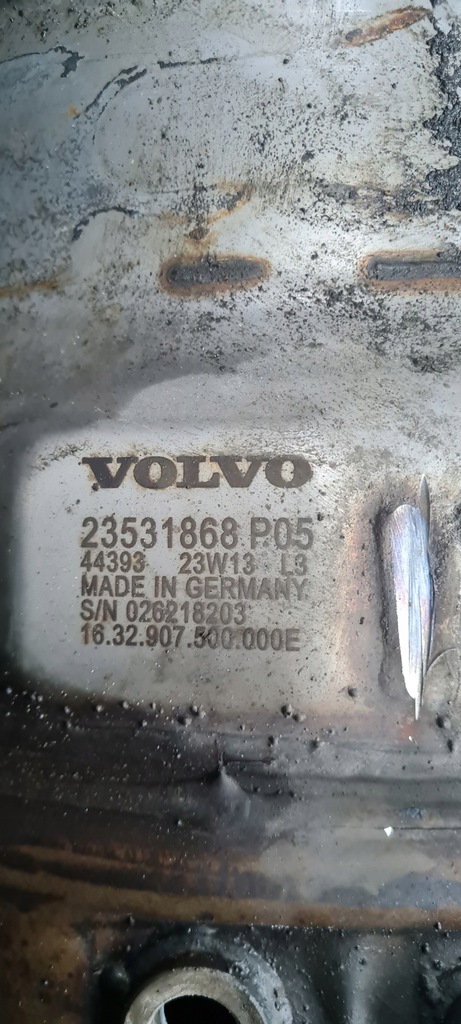 VOLVO
23531868 P05
44393 23W13 L3
MADE IN GERMANY
S/N 026218203
16.32.907.500.000E